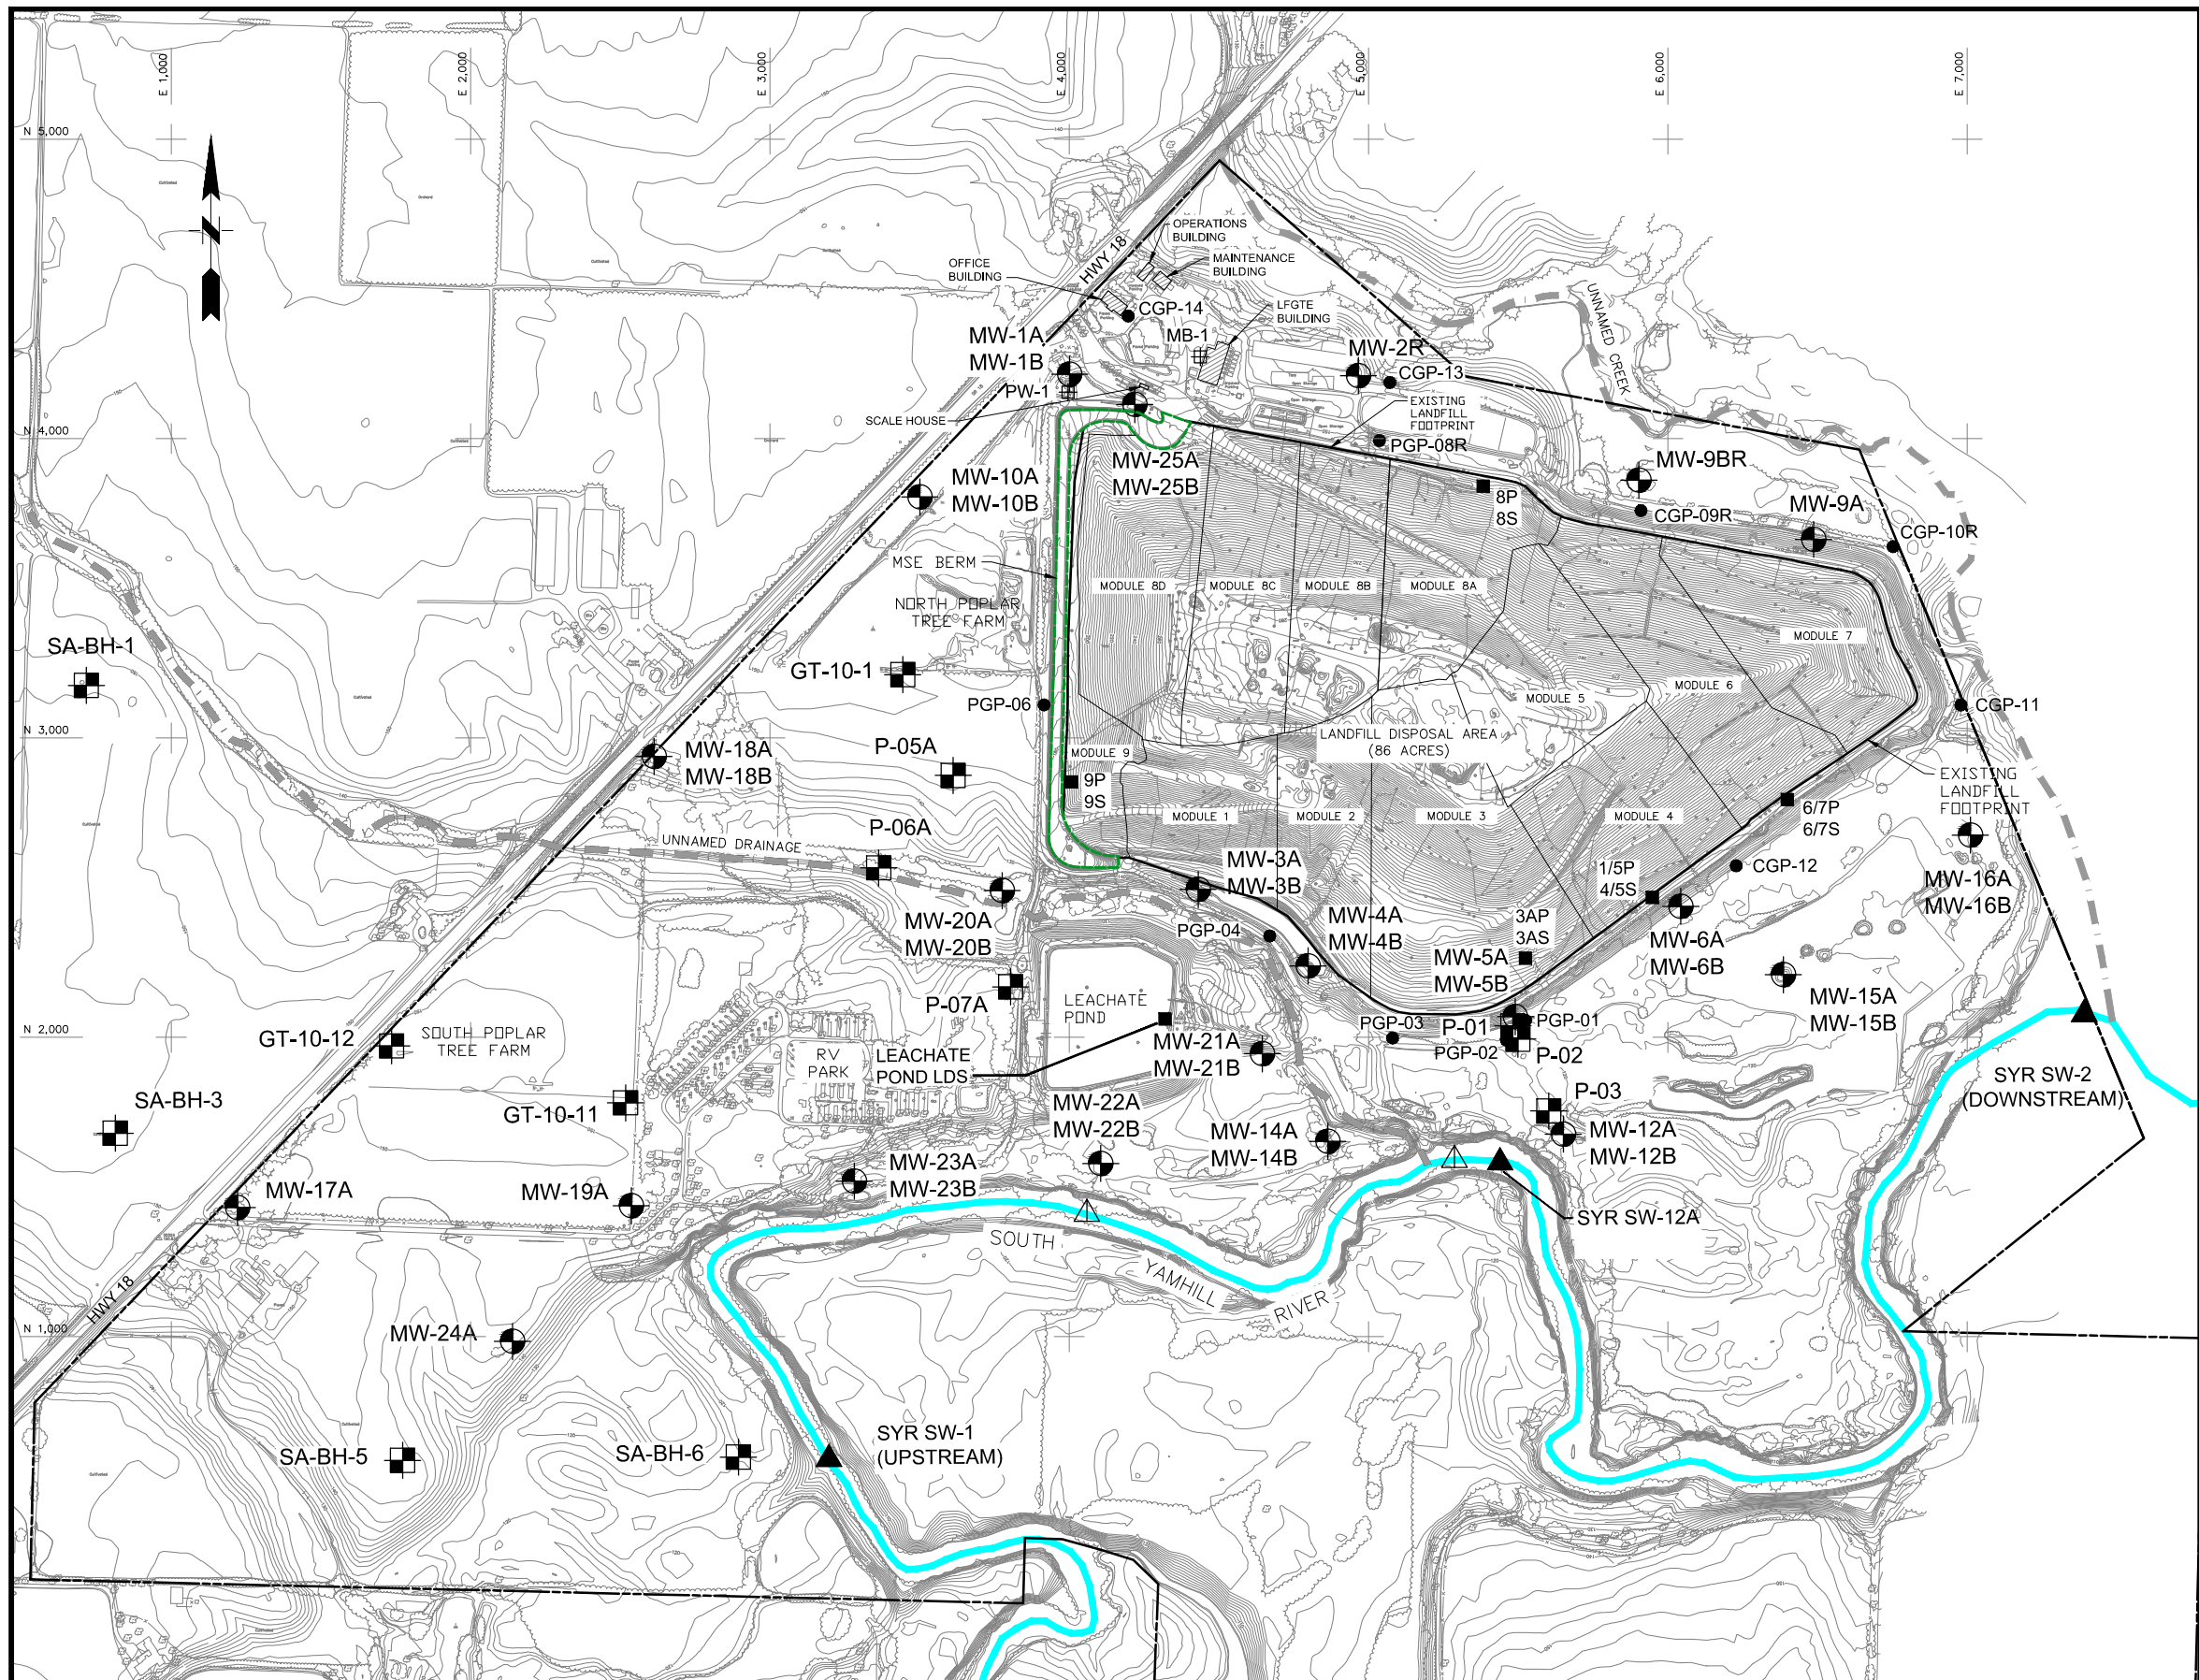 E 1,000
E 2,000
E 3,000
E 4,000
E 5,000
E 6,000
E 7,000
N 5,000
N 4,000
N 3,000
N 2,000
N 1,000
HWY 18
OPERATIONS
BUILDING
MAINTENANCE
BUILDING
OFFICE
BUILDING
CGP-14
LFGTE
BUILDING
MB-1
MW-1A
MW-1B
PW-1
SCALE HOUSE
MW-2R
CGP-13
UNNAMED CREEK
EXISTING
LANDFILL
FOOTPRINT
PGP-08R
MW-25A
MW-25B
MW-10A
MW-10B
8P
8S
MW-9BR
CGP-09R
MW-9A
CGP-10R
MSE BERM
NORTH POPLAR
TREE FARM
MODULE 8D
MODULE 8C
MODULE 8B
MODULE 8A
MODULE 7
MODULE 6
MODULE 5
SA-BH-1
GT-10-1
PGP-06
CGP-11
LANDFILL DISPOSAL AREA
(86 ACRES)
MW-18A
MW-18B
P-05A
MODULE 9
9P
9S
MODULE 1
MODULE 2
MODULE 3
MODULE 4
EXISTING
LANDFILL
FOOTPRINT
6/7P
6/7S
P-06A
UNNAMED DRAINAGE
MW-3A
MW-3B
1/5P
4/5S
CGP-12
MW-16A
MW-16B
MW-20A
MW-20B
PGP-04
MW-4A
MW-4B
3AP
3AS
MW-5A
MW-5B
MW-6A
MW-6B
MW-15A
MW-15B
P-07A
LEACHATE
POND
GT-10-12
SOUTH POPLAR
TREE FARM
RV
PARK
LEACHATE
POND LDS
MW-21A
MW-21B
PGP-03
P-01
PGP-01
PGP-02
P-02
SYR SW-2
(DOWNSTREAM)
SA-BH-3
GT-10-11
MW-22A
MW-22B
MW-14A
MW-14B
P-03
MW-12A
MW-12B
MW-17A
MW-19A
MW-23A
MW-23B
SYR SW-12A
SOUTH
YAMHILL
RIVER
HWY 18
MW-24A
SA-BH-5
SA-BH-6
SYR SW-1
(UPSTREAM)